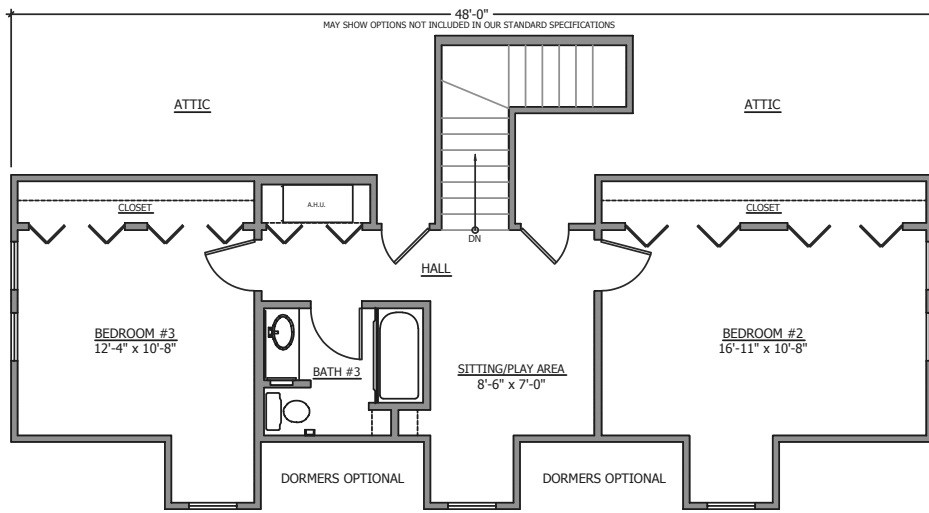 48'-0"
MAY SHOW OPTIONS NOT INCLUDED IN OUR STANDARD SPECIFICATIONS
ATTIC
ATTIC
CLOSET
A.H.U.
CLOSET
DN
HALL
BEDROOM #3
12'-4" x 10'-8"
BATH #3
SITTING/PLAY AREA
8'-6" x 7'-0"
BEDROOM #2
16'-11" x 10'-8"
DORMERS OPTIONAL
DORMERS OPTIONAL